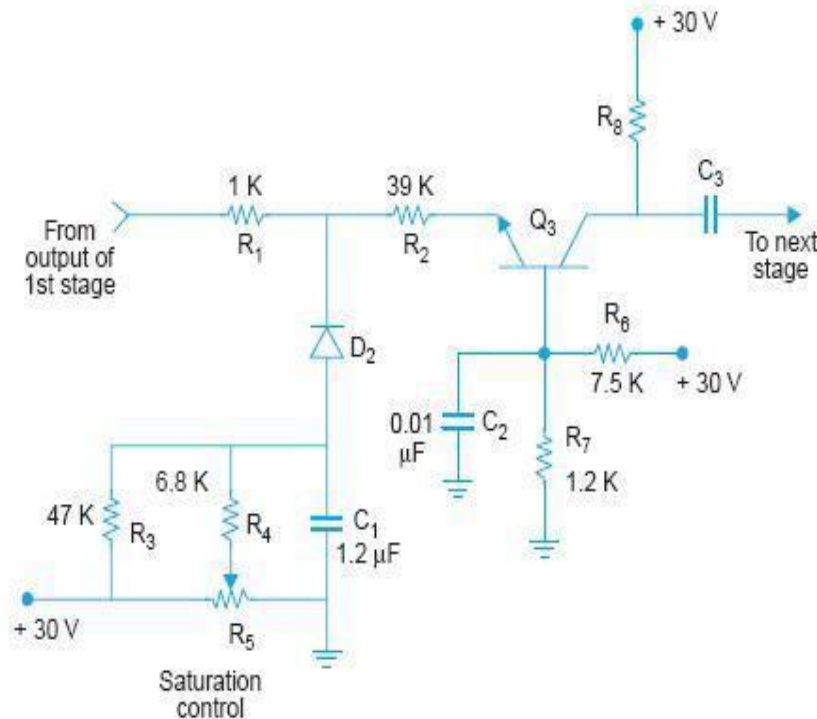 + 30 V
R8
C3
1 K
39 K
Q3
From
output of
1st stage
R1
R2
To next
stage
R6
D2
7.5 K
+ 30 V
0.01
µF
C2
R7
1.2 K
6.8 K
47 K
R3
R4
C1
1.2 µF
+ 30 V
R5
Saturation
control